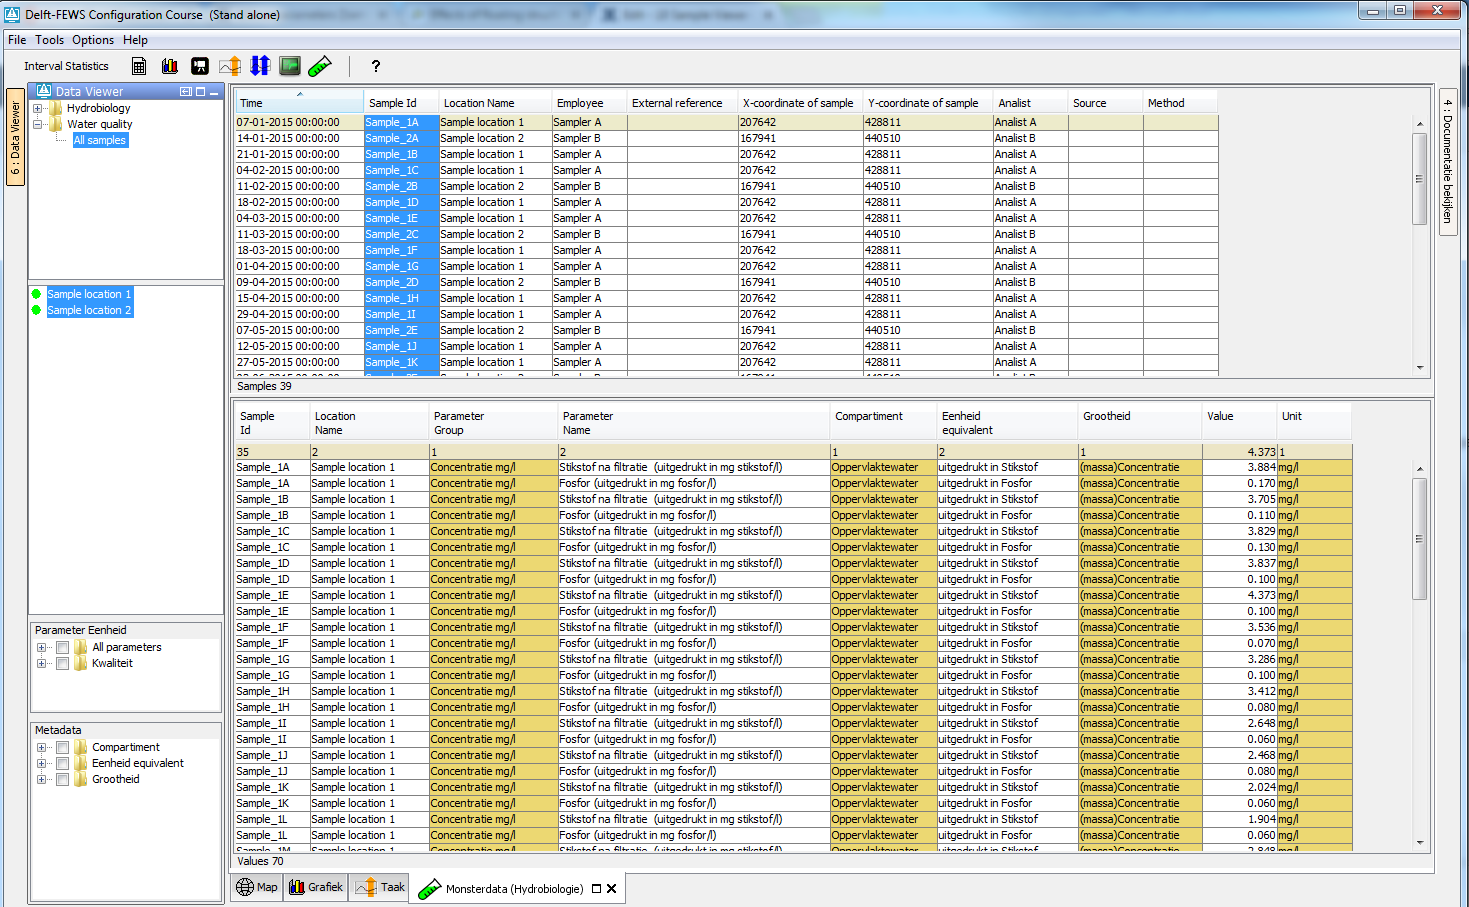 Delft-FEWS Configuration Course (Stand alone)
File Tools Options Help
Interval Statistics ?
6 : Data Viewer
Data Viewer
Hydrobiology
Water quality
All samples
Sample location 1
Sample location 2
Parameter Eenheid
All parameters
Kwaliteit
Metadata
Compartiment
Eenheid equivalent
Grootheid
Time Sample Id Location Name Employee External reference X-coordinate of sample Y-coordinate of sample Analist Source Method
07-01-2015 00:00:00 Sample_1A Sample location 1 Sampler A 207642 428811 Analist A
14-01-2015 00:00:00 Sample_2A Sample location 2 Sampler B 167941 440510 Analist B
21-01-2015 00:00:00 Sample_1B Sample location 1 Sampler A 207642 428811 Analist A
04-02-2015 00:00:00 Sample_1C Sample location 1 Sampler A 207642 428811 Analist A
11-02-2015 00:00:00 Sample_2B Sample location 2 Sampler B 167941 440510 Analist B
18-02-2015 00:00:00 Sample_1D Sample location 1 Sampler A 207642 428811 Analist A
04-03-2015 00:00:00 Sample_1E Sample location 1 Sampler A 207642 428811 Analist A
11-03-2015 00:00:00 Sample_2C Sample location 2 Sampler B 167941 440510 Analist B
18-03-2015 00:00:00 Sample_1F Sample location 1 Sampler A 207642 428811 Analist A
01-04-2015 00:00:00 Sample_1G Sample location 1 Sampler A 207642 428811 Analist A
09-04-2015 00:00:00 Sample_2D Sample location 2 Sampler B 167941 440510 Analist B
15-04-2015 00:00:00 Sample_1H Sample location 1 Sampler A 207642 428811 Analist A
29-04-2015 00:00:00 Sample_1I Sample location 1 Sampler A 207642 428811 Analist A
07-05-2015 00:00:00 Sample_2E Sample location 2 Sampler B 167941 440510 Analist B
12-05-2015 00:00:00 Sample_1J Sample location 1 Sampler A 207642 428811 Analist A
27-05-2015 00:00:00 Sample_1K Sample location 1 Sampler A 207642 428811 Analist A
Samples 39
4 : Documentatie bekijken
Sample Id Location Name Parameter Group Parameter Name Compartiment Eenheid equivalent Grootheid Value Unit
35 2 1 2 1 2 1 4.373 1
Sample_1A Sample location 1 Concentratie mg/l Stikstof na filtratie (uitgedrukt in mg stikstof/l) Oppervlaktewater uitgedrukt in Stikstof (massa)Concentratie 3.884 mg/l
Sample_1A Sample location 1 Concentratie mg/l Fosfor (uitgedrukt in mg fosfor/l) Oppervlaktewater uitgedrukt in Fosfor (massa)Concentratie 0.170 mg/l
Sample_1B Sample location 1 Concentratie mg/l Stikstof na filtratie (uitgedrukt in mg stikstof/l) Oppervlaktewater uitgedrukt in Stikstof (massa)Concentratie 3.705 mg/l
Sample_1B Sample location 1 Concentratie mg/l Fosfor (uitgedrukt in mg fosfor/l) Oppervlaktewater uitgedrukt in Fosfor (massa)Concentratie 0.110 mg/l
Sample_1C Sample location 1 Concentratie mg/l Stikstof na filtratie (uitgedrukt in mg stikstof/l) Oppervlaktewater uitgedrukt in Stikstof (massa)Concentratie 3.829 mg/l
Sample_1C Sample location 1 Concentratie mg/l Fosfor (uitgedrukt in mg fosfor/l) Oppervlaktewater uitgedrukt in Fosfor (massa)Concentratie 0.130 mg/l
Sample_1D Sample location 1 Concentratie mg/l Stikstof na filtratie (uitgedrukt in mg stikstof/l) Oppervlaktewater uitgedrukt in Stikstof (massa)Concentratie 3.837 mg/l
Sample_1D Sample location 1 Concentratie mg/l Fosfor (uitgedrukt in mg fosfor/l) Oppervlaktewater uitgedrukt in Fosfor (massa)Concentratie 0.100 mg/l
Sample_1E Sample location 1 Concentratie mg/l Stikstof na filtratie (uitgedrukt in mg stikstof/l) Oppervlaktewater uitgedrukt in Stikstof (massa)Concentratie 4.373 mg/l
Sample_1E Sample location 1 Concentratie mg/l Fosfor (uitgedrukt in mg fosfor/l) Oppervlaktewater uitgedrukt in Fosfor (massa)Concentratie 0.100 mg/l
Sample_1F Sample location 1 Concentratie mg/l Stikstof na filtratie (uitgedrukt in mg stikstof/l) Oppervlaktewater uitgedrukt in Stikstof (massa)Concentratie 3.536 mg/l
Sample_1F Sample location 1 Concentratie mg/l Fosfor (uitgedrukt in mg fosfor/l) Oppervlaktewater uitgedrukt in Fosfor (massa)Concentratie 0.070 mg/l
Sample_1G Sample location 1 Concentratie mg/l Stikstof na filtratie (uitgedrukt in mg stikstof/l) Oppervlaktewater uitgedrukt in Stikstof (massa)Concentratie 3.286 mg/l
Sample_1G Sample location 1 Concentratie mg/l Fosfor (uitgedrukt in mg fosfor/l) Oppervlaktewater uitgedrukt in Fosfor (massa)Concentratie 0.100 mg/l
Sample_1H Sample location 1 Concentratie mg/l Stikstof na filtratie (uitgedrukt in mg stikstof/l) Oppervlaktewater uitgedrukt in Stikstof (massa)Concentratie 3.412 mg/l
Sample_1H Sample location 1 Concentratie mg/l Fosfor (uitgedrukt in mg fosfor/l) Oppervlaktewater uitgedrukt in Fosfor (massa)Concentratie 0.080 mg/l
Sample_1I Sample location 1 Concentratie mg/l Stikstof na filtratie (uitgedrukt in mg stikstof/l) Oppervlaktewater uitgedrukt in Stikstof (massa)Concentratie 2.648 mg/l
Sample_1I Sample location 1 Concentratie mg/l Fosfor (uitgedrukt in mg fosfor/l) Oppervlaktewater uitgedrukt in Fosfor (massa)Concentratie 0.060 mg/l
Sample_1J Sample location 1 Concentratie mg/l Stikstof na filtratie (uitgedrukt in mg stikstof/l) Oppervlaktewater uitgedrukt in Stikstof (massa)Concentratie 2.468 mg/l
Sample_1J Sample location 1 Concentratie mg/l Fosfor (uitgedrukt in mg fosfor/l) Oppervlaktewater uitgedrukt in Fosfor (massa)Concentratie 0.080 mg/l
Sample_1K Sample location 1 Concentratie mg/l Stikstof na filtratie (uitgedrukt in mg stikstof/l) Oppervlaktewater uitgedrukt in Stikstof (massa)Concentratie 2.024 mg/l
Sample_1K Sample location 1 Concentratie mg/l Fosfor (uitgedrukt in mg fosfor/l) Oppervlaktewater uitgedrukt in Fosfor (massa)Concentratie 0.060 mg/l
Sample_1L Sample location 1 Concentratie mg/l Stikstof na filtratie (uitgedrukt in mg stikstof/l) Oppervlaktewater uitgedrukt in Stikstof (massa)Concentratie 1.904 mg/l
Sample_1L Sample location 1 Concentratie mg/l Fosfor (uitgedrukt in mg fosfor/l) Oppervlaktewater uitgedrukt in Fosfor (massa)Concentratie 0.060 mg/l
Values 70
Map Grafiek Taak Monsterdata (Hydrobiologie)